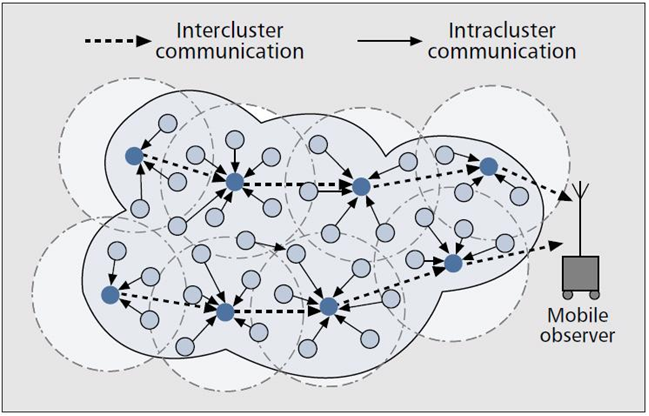 Intercluster
communication
Intracluster
communication
Mobile
observer